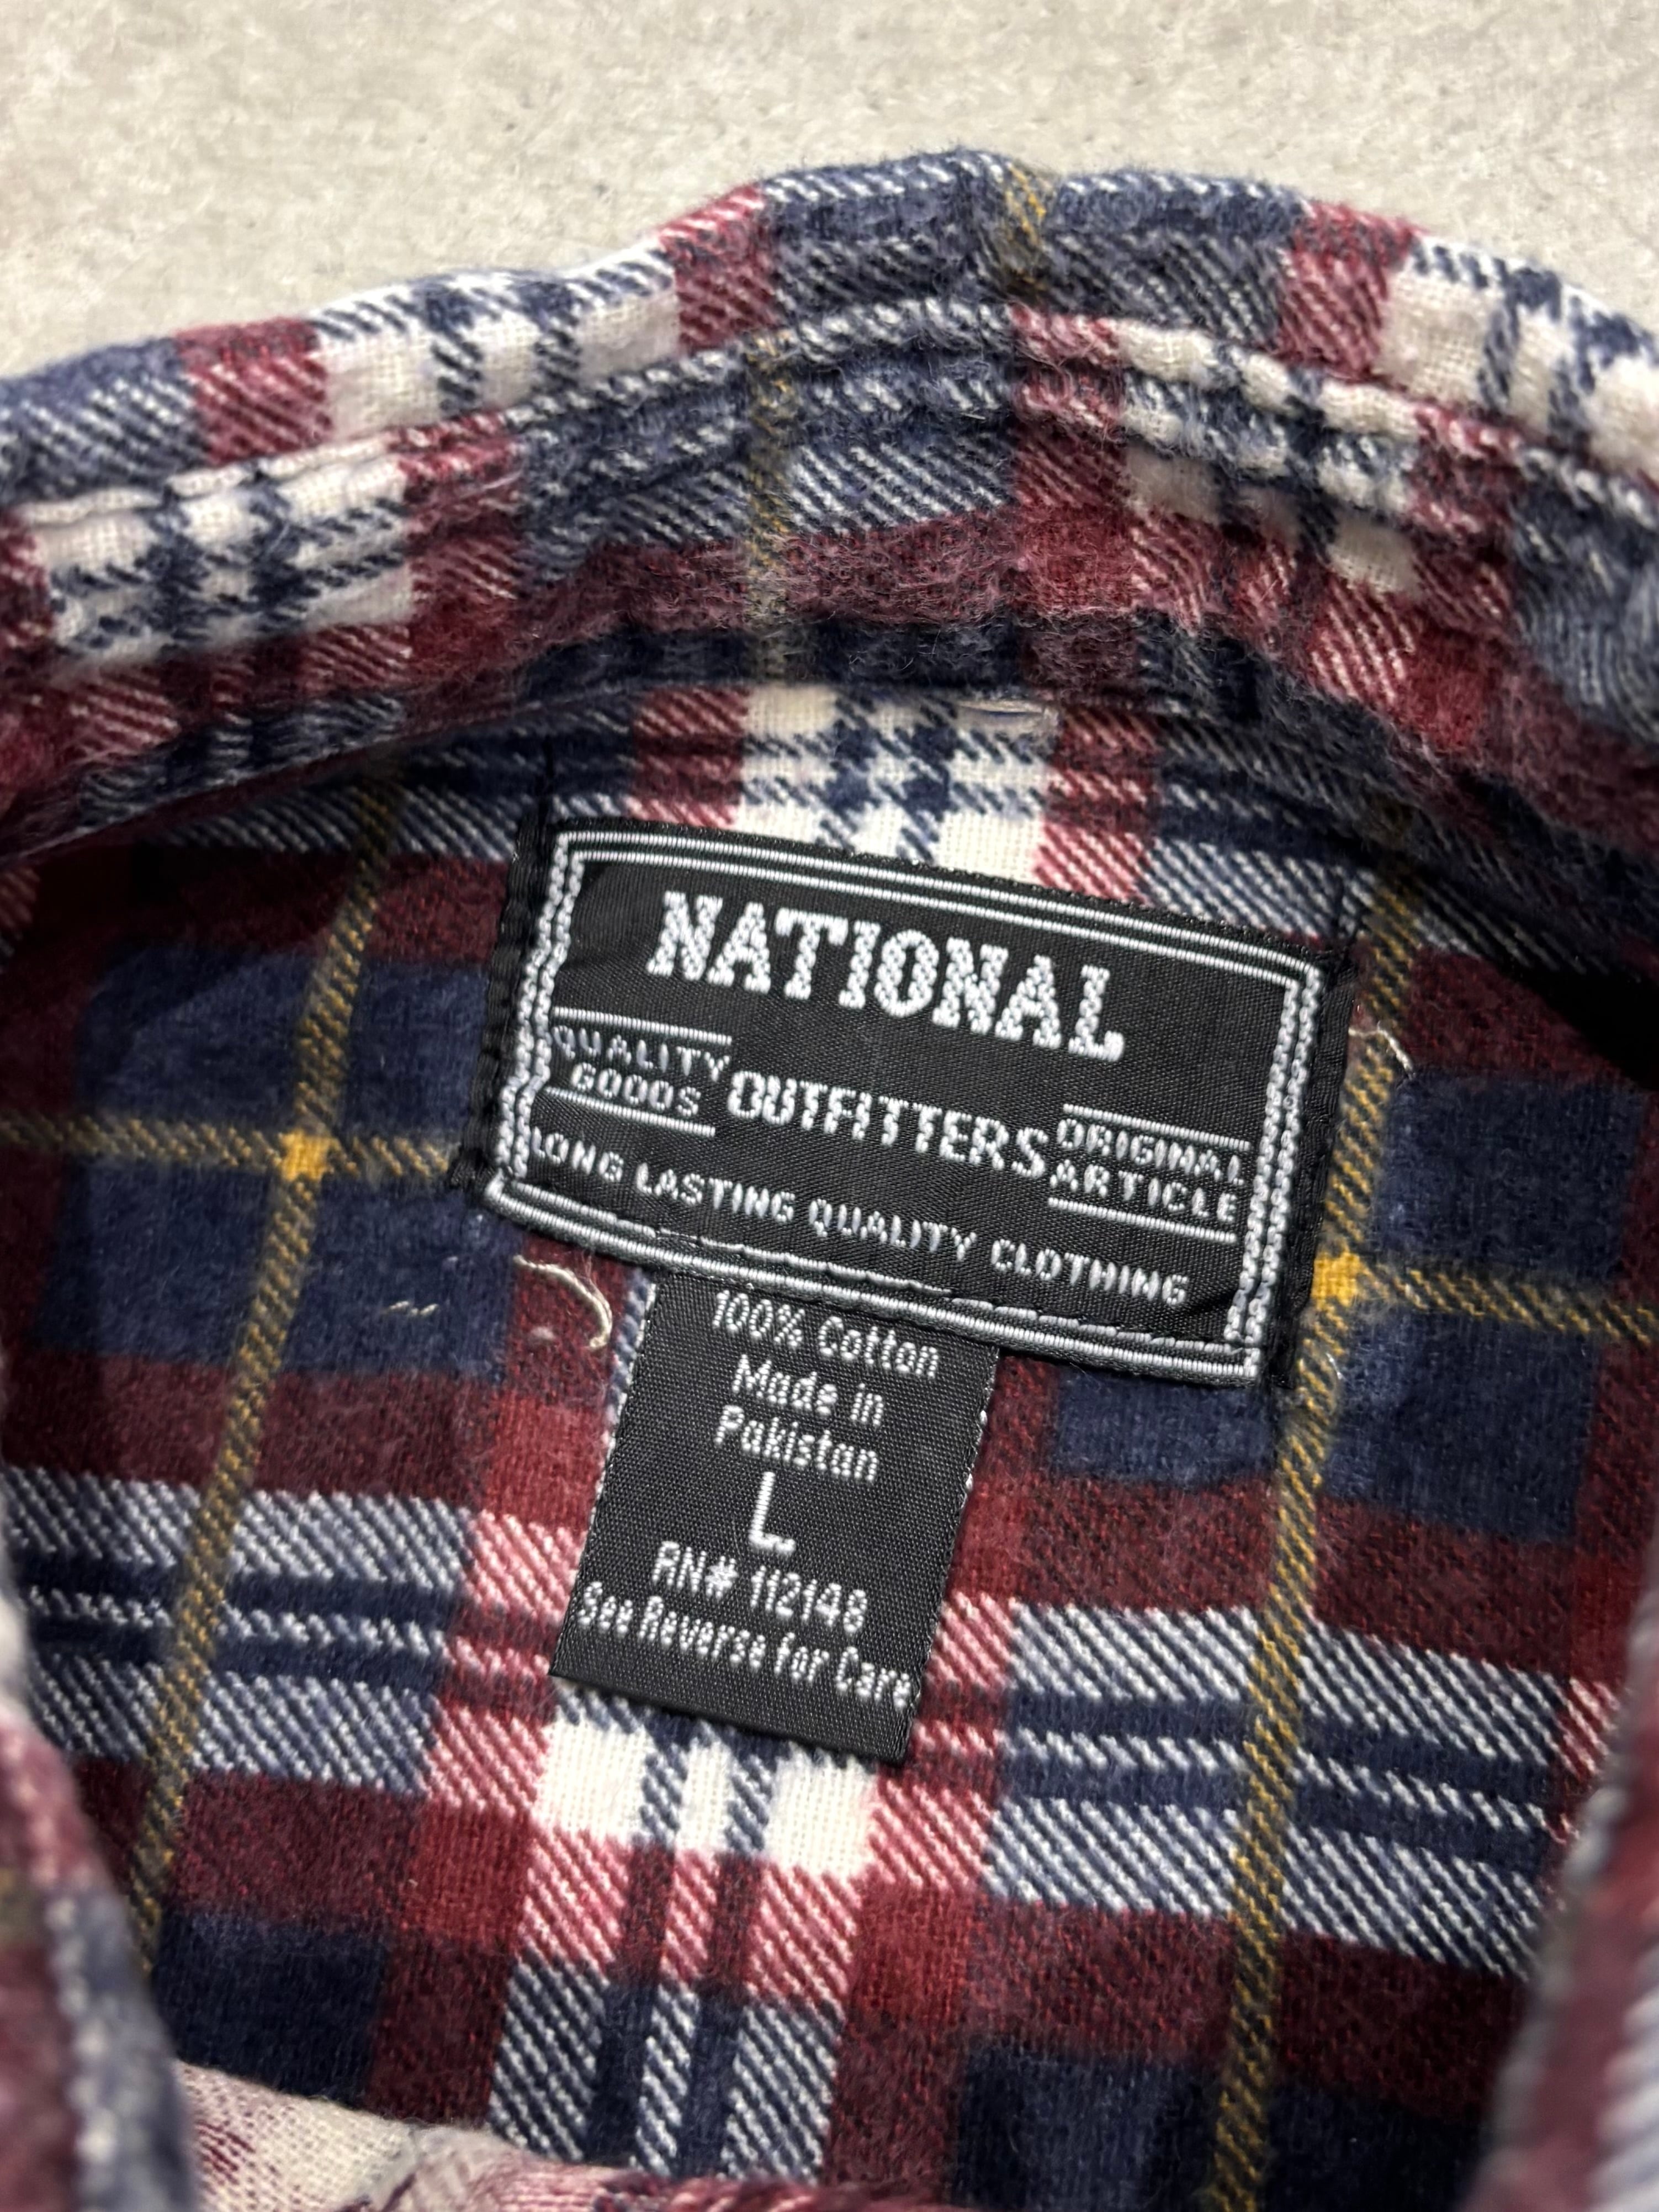 NATIONAL
QUALITY
GOODS
OUTFITTERS
ORIGINAL
ARTICLE
LONG LASTING QUALITY CLOTHING
100% Cotton
Made in
Pakistan
L
RN# 112148
See Reverse for Care